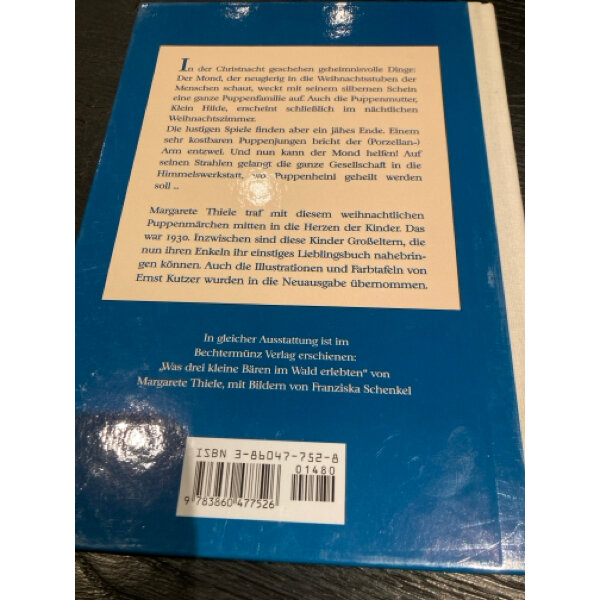 In der Christnacht geschehen geheimnisvolle Dinge:
Der Mond, der neugierig in die Weihnachtsstuben der
Menschen schaut, weckt mit seinem silbernen Schein
eine ganze Puppenfamilie auf. Auch die Puppenmutter,
Klein Hilde, erscheint schließlich im nächtlichen
Weihnachtszimmer.
Die lustigen Spiele finden aber ein jähes Ende. Einem
sehr kostbaren Puppenjungen bricht der (Porzellan-)
Arm entzwei. Und nun kann der Mond helfen! Auf
seinen Strahlen gelangt die ganze Gesellschaft in die
Himmelswerkstatt, wo Puppenheini geheilt werden
soll ..
Margarete Thiele traf mit diesem weihnachtlichen
Puppenmärchen mitten in die Herzen der Kinder. Das
war 1930. Inzwischen sind diese Kinder Großeltern, die
nun ihren Enkeln ihr einstiges Lieblingsbuch nahebrin-
gen können. Auch die Illustrationen und Farbtafeln von
Ernst Kutzer wurden in die Neuausgabe übernommen.
In gleicher Ausstattung ist im
Bechtermünz Verlag erschienen:
„Was drei kleine Bären im Wald erlebten" von
Margarete Thiele, mit Bildern von Franziska Schenkel
ISBN 3-86047-752-8
01480
9 783860 477526